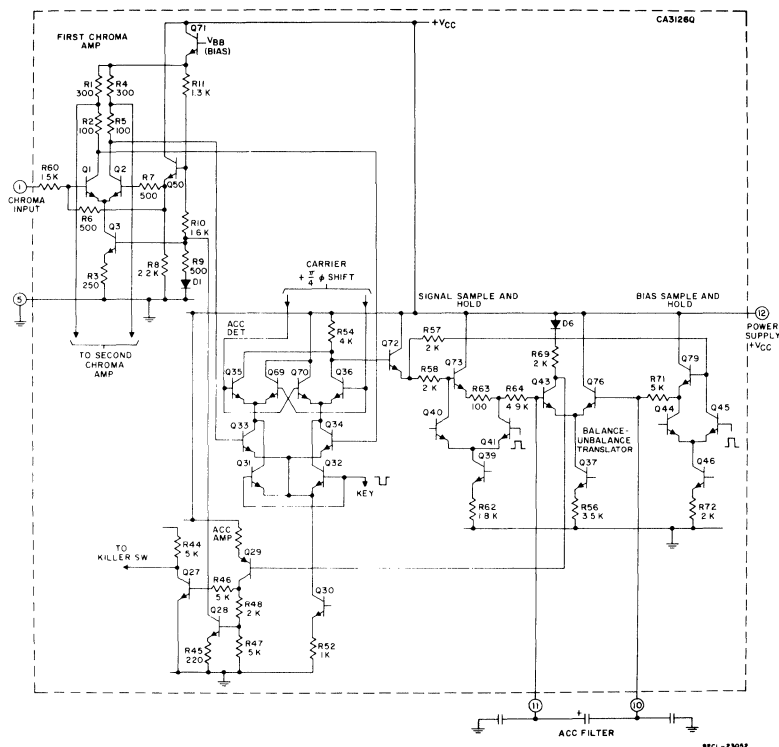 CA3126Q
+VCC
FIRST CHROMA
AMP
Q71
VBB
(BIAS)
R1
300
R4
300
R11
1.3 K
R2
100
R5
100
R60
15 K
Q1
Q2
R7
500
Q50
1
CHROMA
INPUT
R6
500
Q3
R10
1.6 K
R3
250
R8
2 2 K
R9
500
D1
5
TO SECOND
CHROMA
AMP
CARRIER
+ π/4 φ SHIFT
SIGNAL SAMPLE AND
HOLD
BIAS SAMPLE AND
HOLD
12
POWER
SUPPLY
+VCC
ACC
DET
R54
4 K
Q72
R57
2 K
D6
R69
2 K
Q79
Q35
Q69
Q70
Q36
R58
2 K
Q73
R63
100
R64
4 9 K
Q43
Q76
R71
5 K
Q40
Q41
Q44
Q45
Q33
Q34
BALANCE-
UNBALANCE
TRANSLATOR
Q31
Q32
KEY
Q39
Q37
Q46
R62
1 8 K
R56
3.5 K
R72
2 K
ACC
AMP
R44
5 K
Q29
TO
KILLER SW
Q27
R46
5 K
Q28
R48
2 K
Q30
R45
220
R47
5 K
R52
1 K
11
10
+
ACC FILTER
92CL-23052